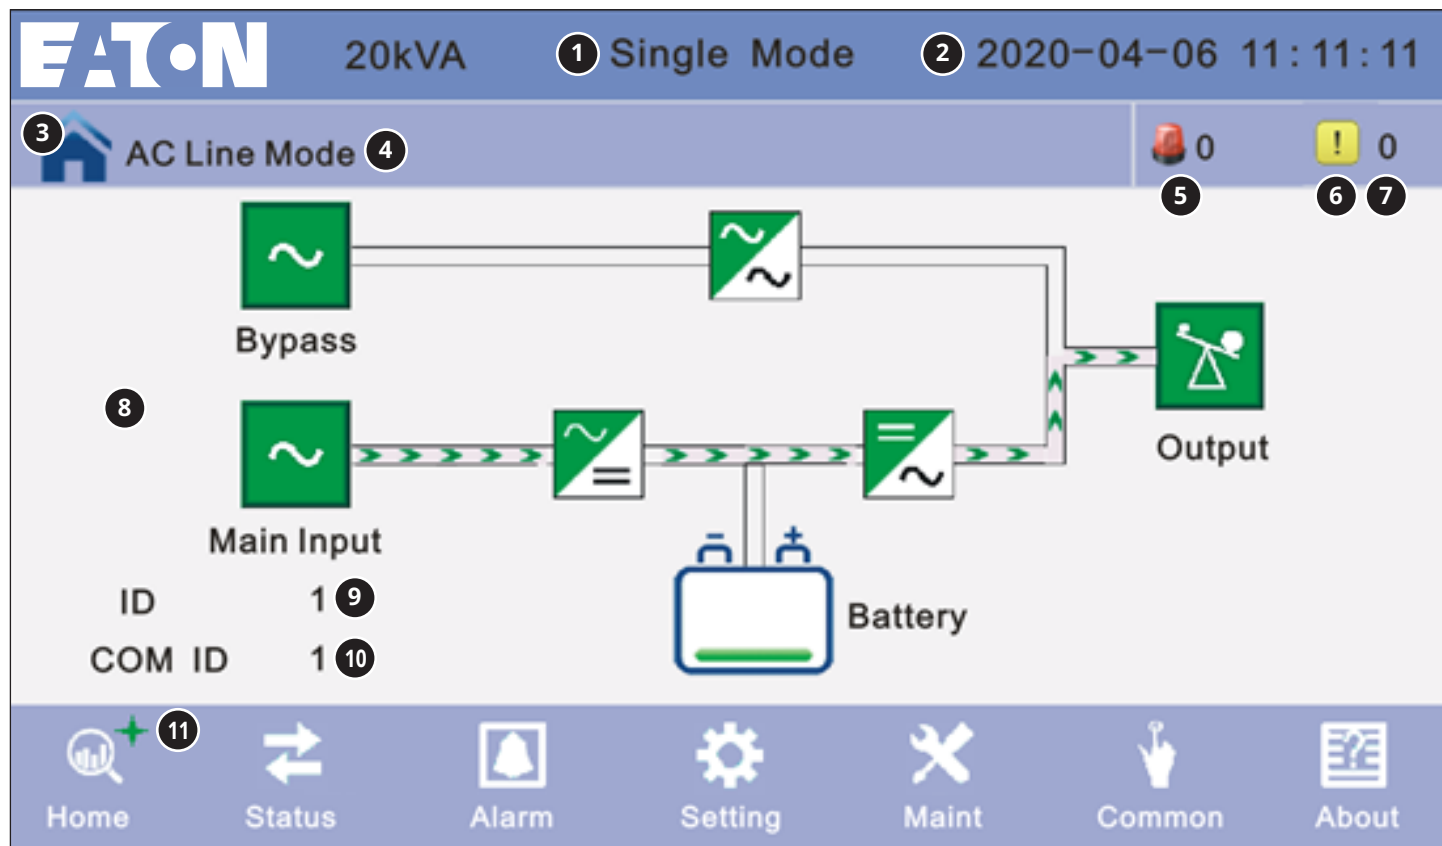 EATON 20kVA 1 Single Mode 2 2020-04-06 11:11:11
3 AC Line Mode 4 0 ! 0
5 6 7
Bypass
8
Output
Main Input
ID 1 9
Battery
COM ID 1 10
11
Home Status Alarm Setting Maint Common About